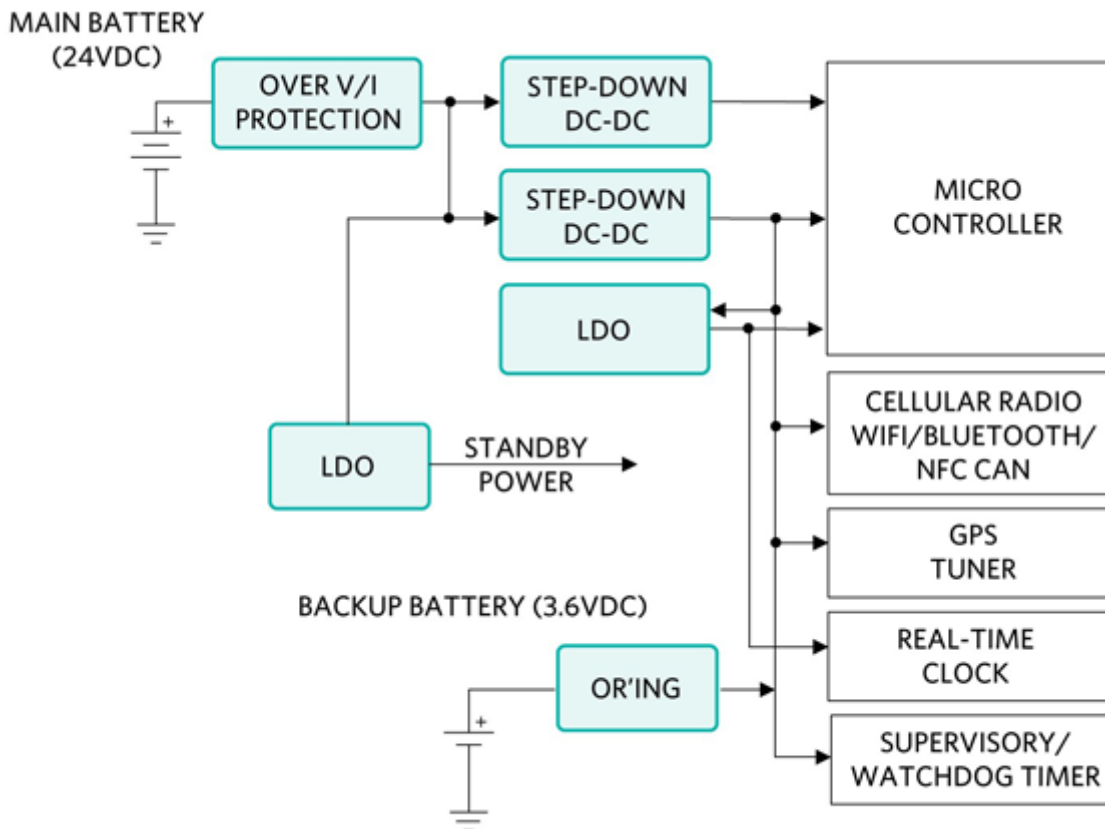 MAIN BATTERY
(24VDC)
OVER V/I
PROTECTION
+
STEP-DOWN
DC-DC
STEP-DOWN
DC-DC
LDO
MICRO
CONTROLLER
LDO
STANDBY
POWER
CELLULAR RADIO
WIFI/BLUETOOTH/
NFC CAN
GPS
TUNER
BACKUP BATTERY (3.6VDC)
OR'ING
+
REAL-TIME
CLOCK
SUPERVISORY/
WATCHDOG TIMER